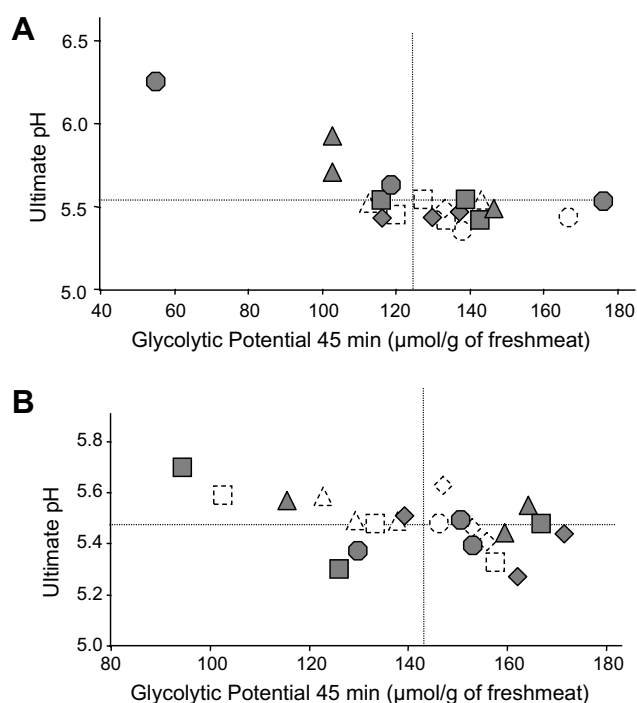 A
6.5
6.0
5.5
5.0
Ultimate pH
40 60 80 100 120 140 160 180
Glycolytic Potential 45 min (μmol/g of freshmeat)
B
5.8
5.6
5.4
5.2
5.0
Ultimate pH
80 100 120 140 160 180
Glycolytic Potential 45 min (μmol/g of freshmeat)